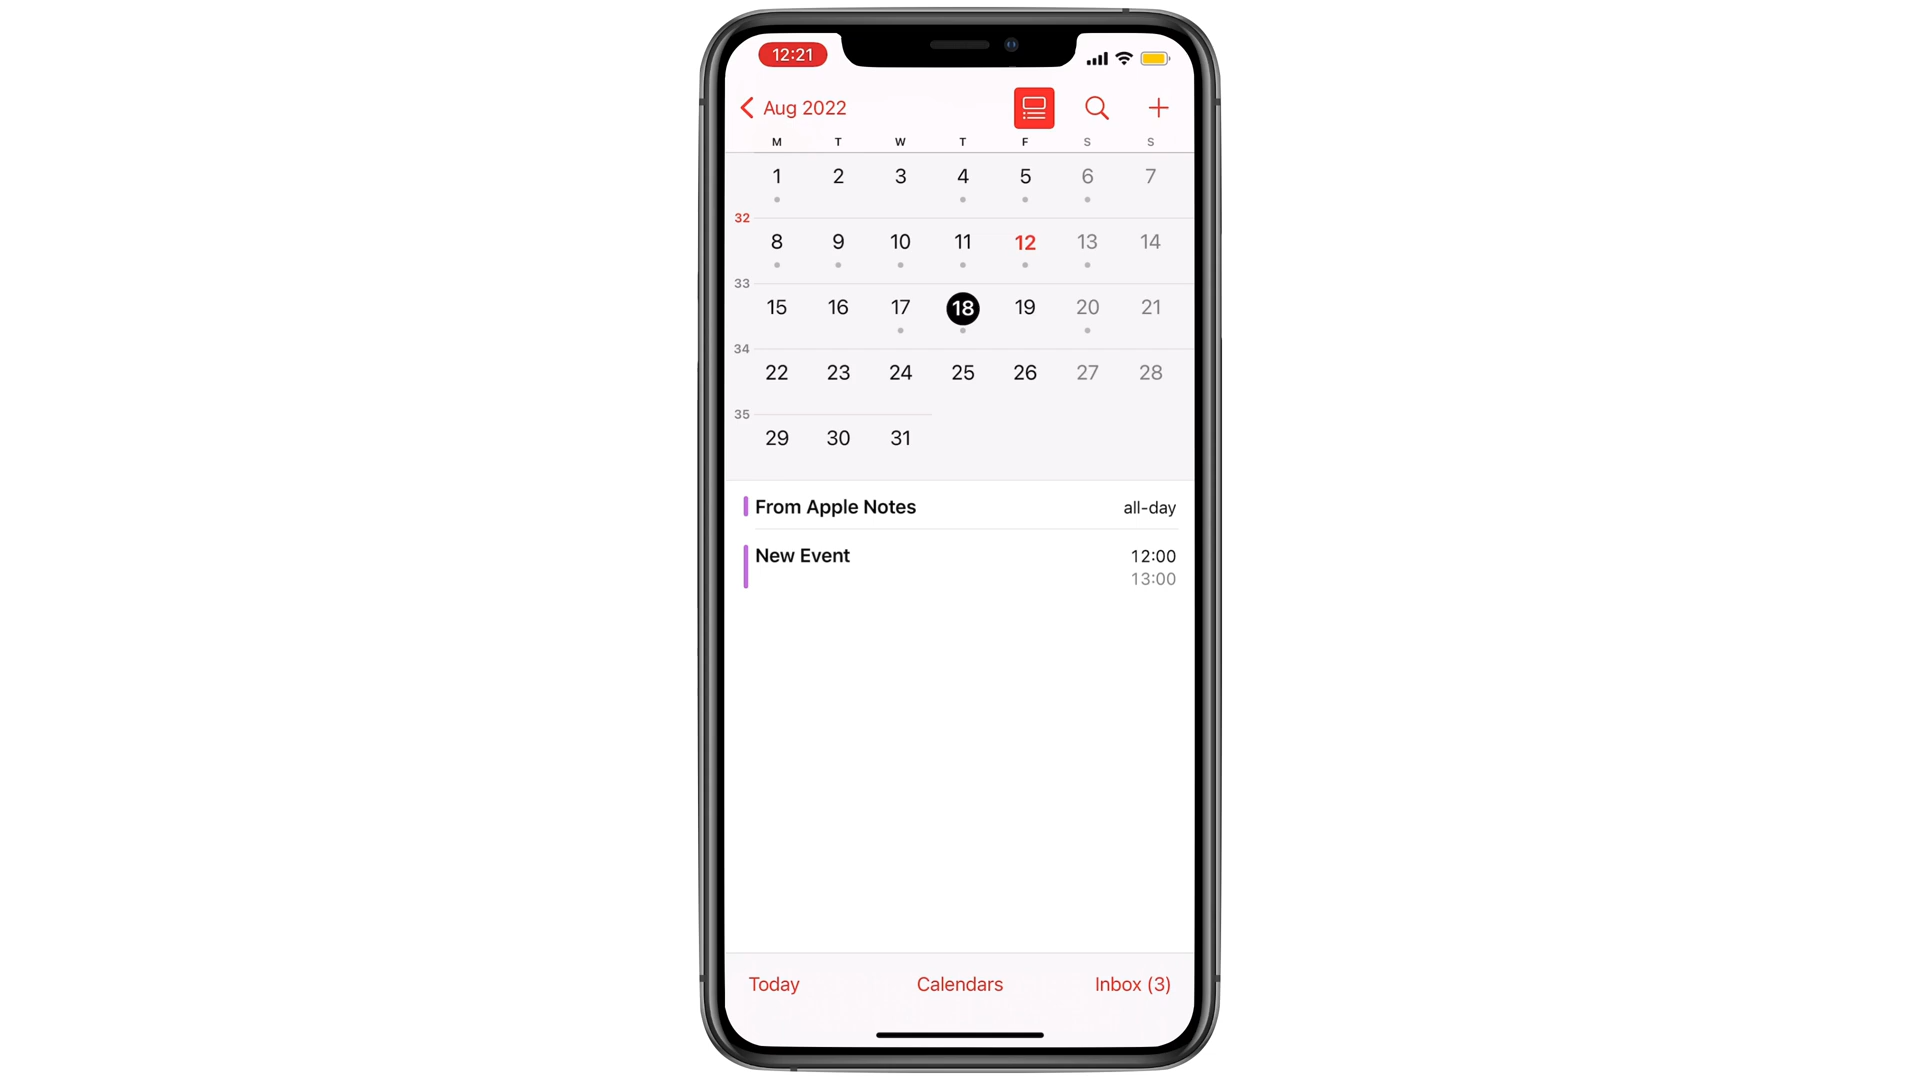 12:21
Aug 2022
M T W T F S S
1 2 3 4 5 6 7
32
8 9 10 11 12 13 14
33
15 16 17 18 19 20 21
34
22 23 24 25 26 27 28
35
29 30 31
From Apple Notes all-day
New Event 12:00
13:00
Today Calendars Inbox (3)